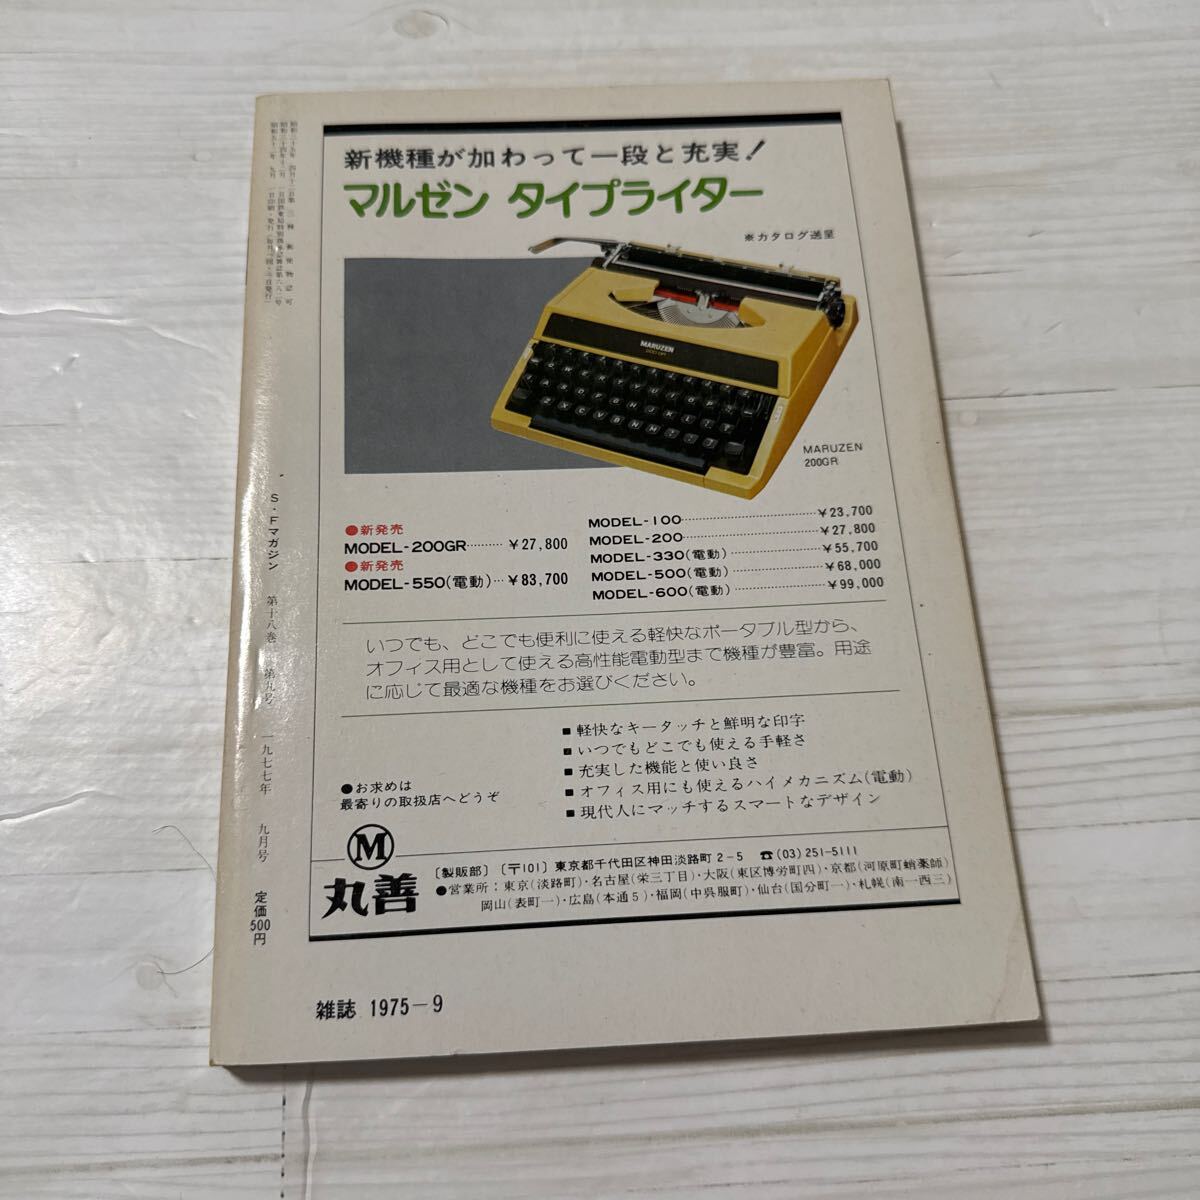 新機種が加わって一段と充実！
マルゼン タイプライター
※カタログ送呈
MARUZEN
MARUZEN
200GR
●新発売
MODEL-200GR……… ￥27,800
●新発売
MODEL-550(電動)… ￥83,700
MODEL-100……………………￥23,700
MODEL-200……………………￥27,800
MODEL-330(電動)……………￥55,700
MODEL-500(電動)……………￥68,000
MODEL-600(電動)……………￥99,000
いつでも、どこでも便利に使える軽快なポータブル型から、
オフィス用として使える高性能電動型まで機種が豊富。用途
に応じて最適な機種をお選びください。
■軽快なキータッチと鮮明な印字
■いつでもどこでも使える手軽さ
■充実した機能と使い良さ
■オフィス用にも使えるハイメカニズム(電動)
■現代人にマッチするスマートなデザイン
●お求めは
最寄りの取扱店へどうぞ
M
丸善
〔製販部〕〔〒101〕東京都千代田区神田淡路町2-5 ☎(03)251-5111
●営業所：東京(淡路町)・名古屋(栄三丁目)・大阪(東区博労町四)・京都(河原町蛸薬師)
岡山(表町一)・広島(本通5)・福岡(中呉服町)・仙台(国分町一)・札幌(南一西三)
雑誌 1975-9
S・Fマガジン 第十八巻 第九号 一九七七年 九月号 定価500円